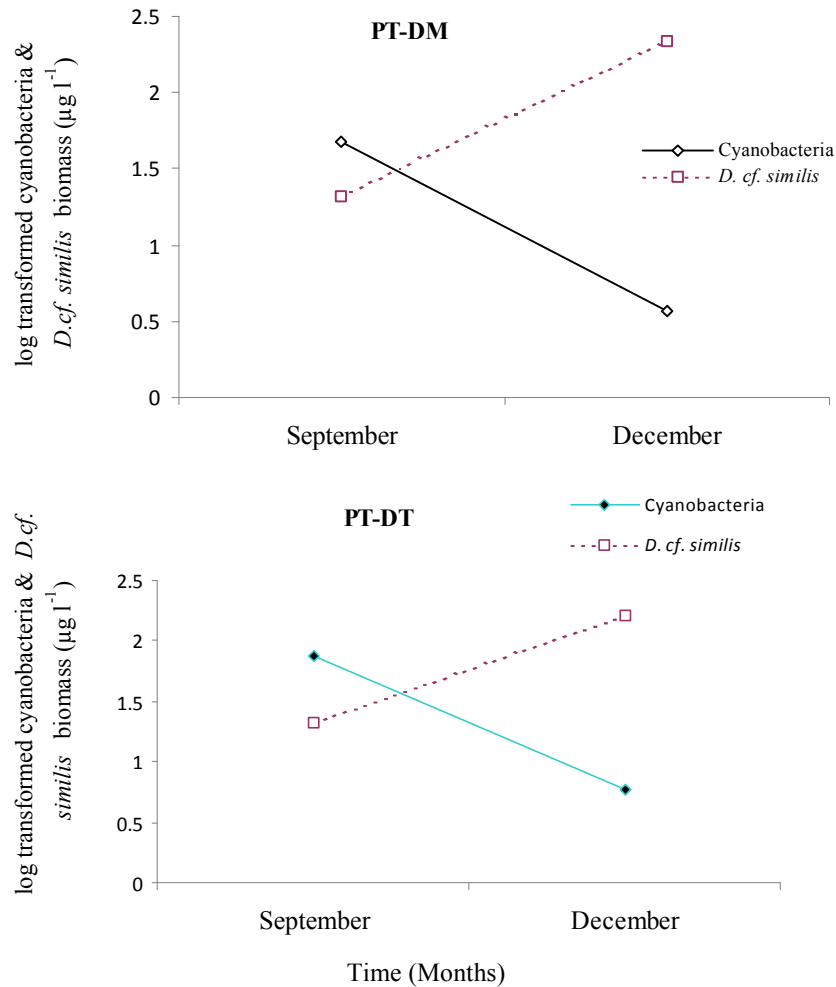 PT-DM
log transformed cyanobacteria &
D.cf. similis biomass (µg l-1)
2.5
2
1.5
1
0.5
0
Cyanobacteria
D. cf. similis
September December
PT-DT
log transformed cyanobacteria & D.cf.
similis biomass (µg l-1)
Cyanobacteria
D. cf. similis
2.5
2
1.5
1
0.5
0
September December
Time (Months)